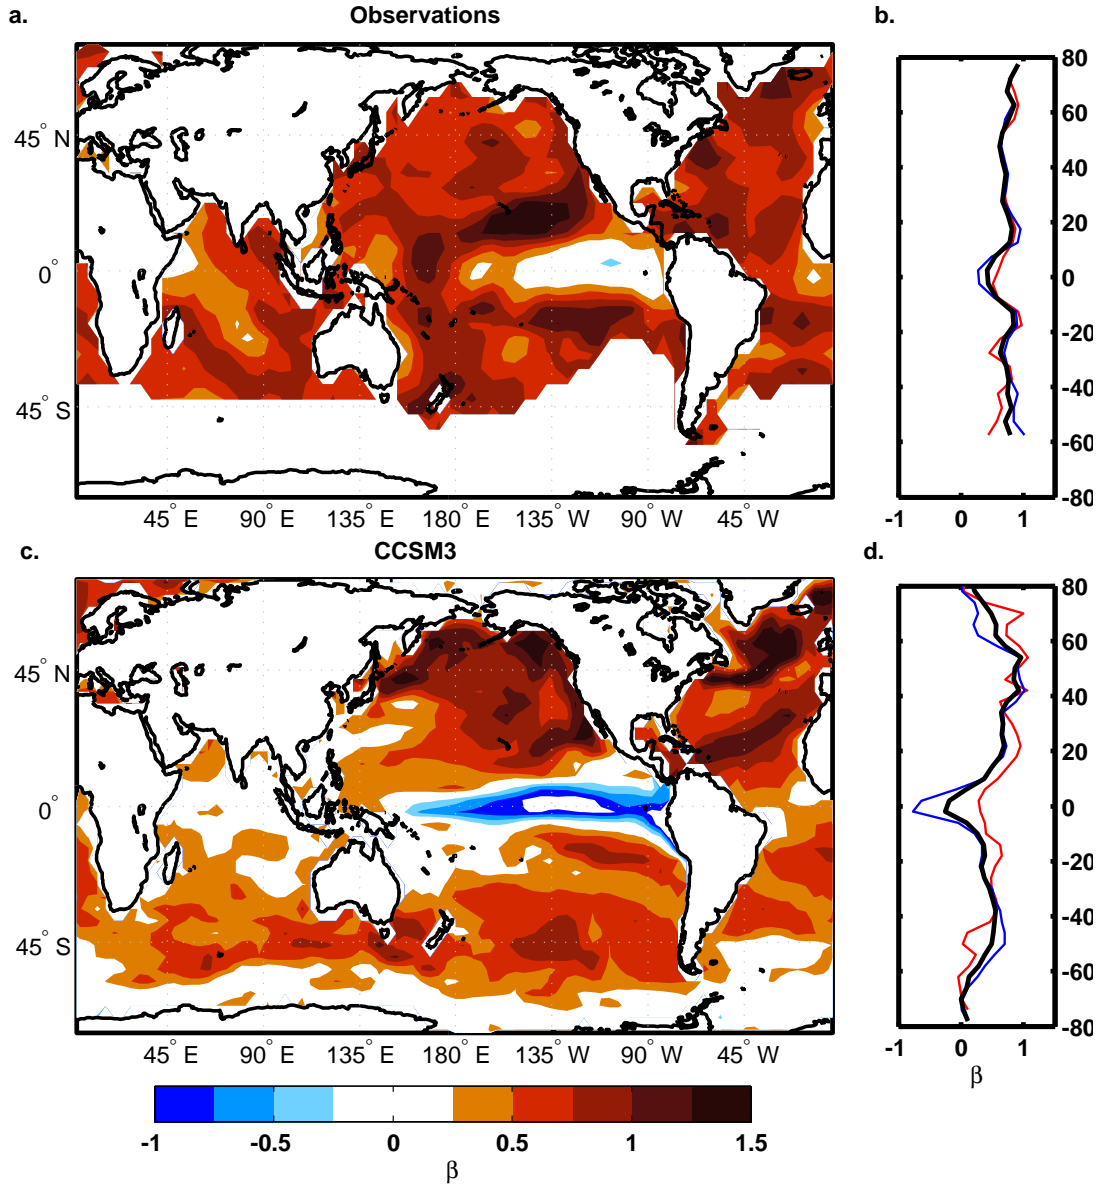 a.
Observations
b.
45° N
0°
45° S
45° E
90° E
135° E
180° E
135° W
90° W
45° W
80
60
40
20
0
-20
-40
-60
-80
-1
0
1
c.
CCSM3
d.
45° N
0°
45° S
45° E
90° E
135° E
180° E
135° W
90° W
45° W
80
60
40
20
0
-20
-40
-60
-80
-1
0
1
β
-1
-0.5
0
0.5
1
1.5
β